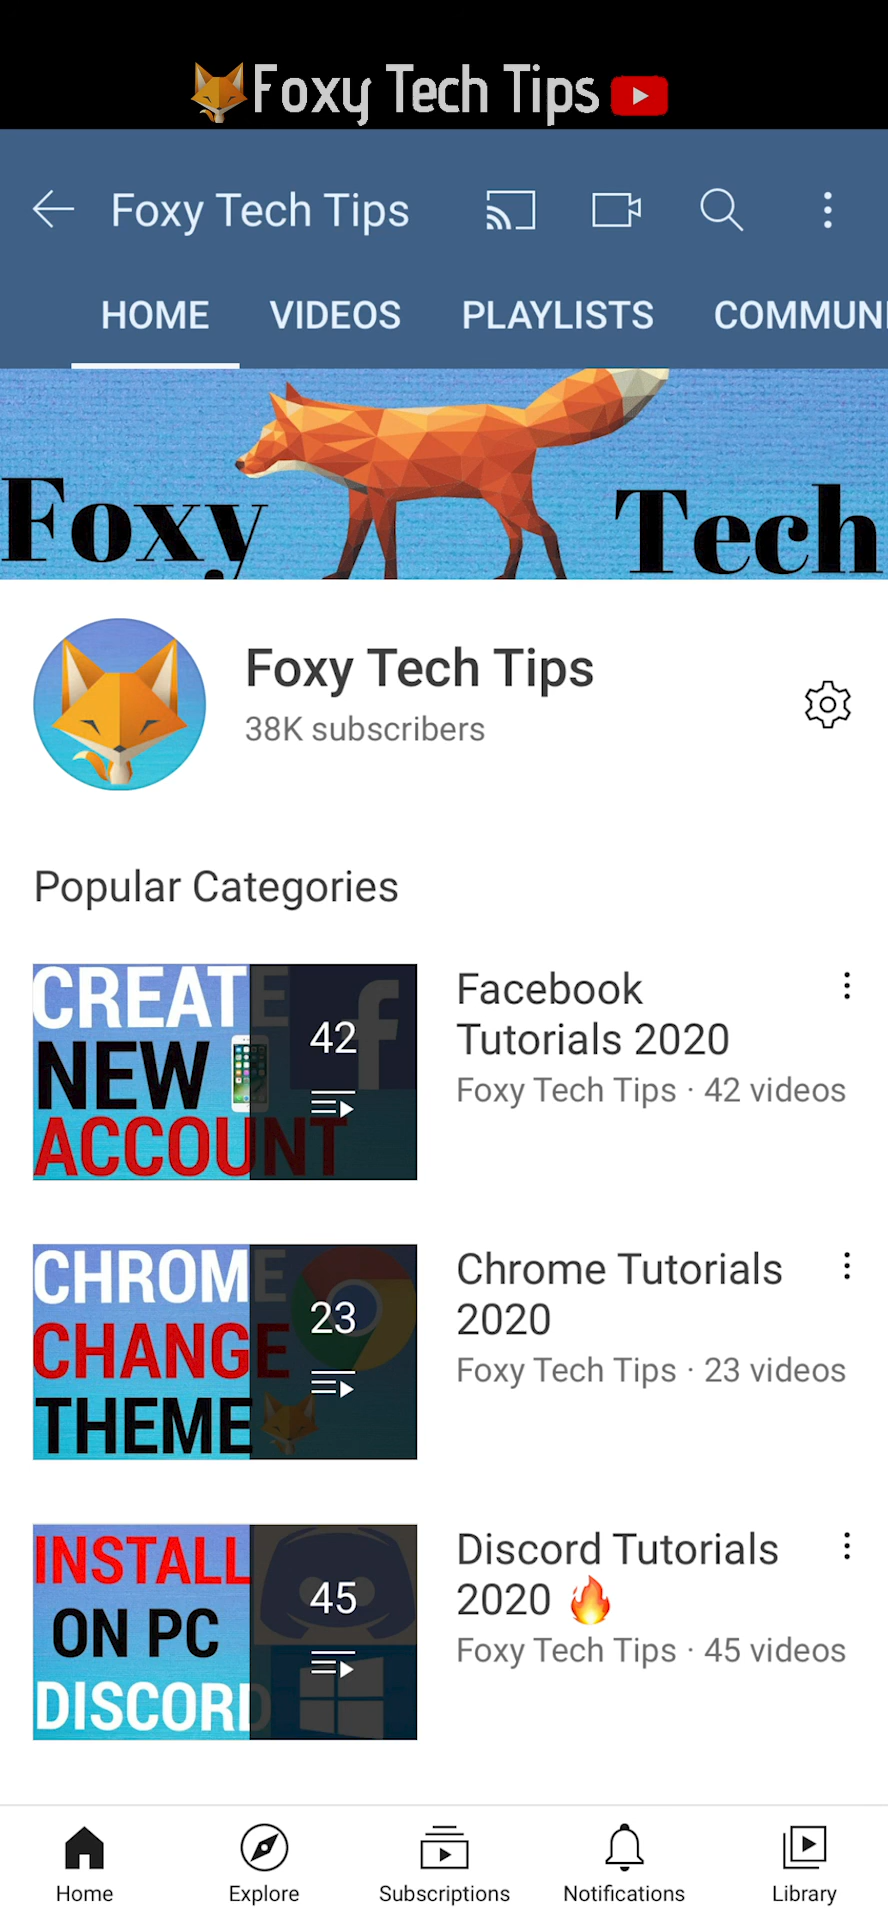 Foxy Tech Tips
Foxy Tech Tips
HOME VIDEOS PLAYLISTS COMMUNI
Foxy Tech
Foxy Tech Tips
38K subscribers
Popular Categories
CREATE
NEW
ACCOUNT
42
Facebook
Tutorials 2020
Foxy Tech Tips · 42 videos
CHROME
CHANGE
THEME
23
Chrome Tutorials
2020
Foxy Tech Tips · 23 videos
INSTALL
ON PC
DISCORD
45
Discord Tutorials
2020 🔥
Foxy Tech Tips · 45 videos
Home Explore Subscriptions Notifications Library